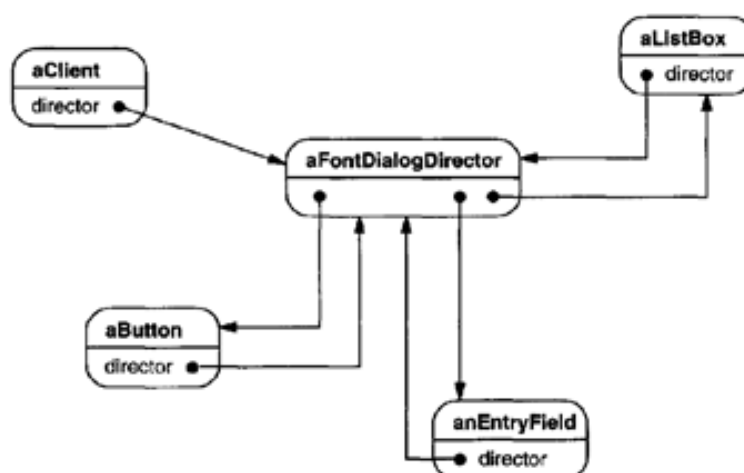 aClient
director
aListBox
director
aFontDialogDirector
aButton
director
anEntryField
director